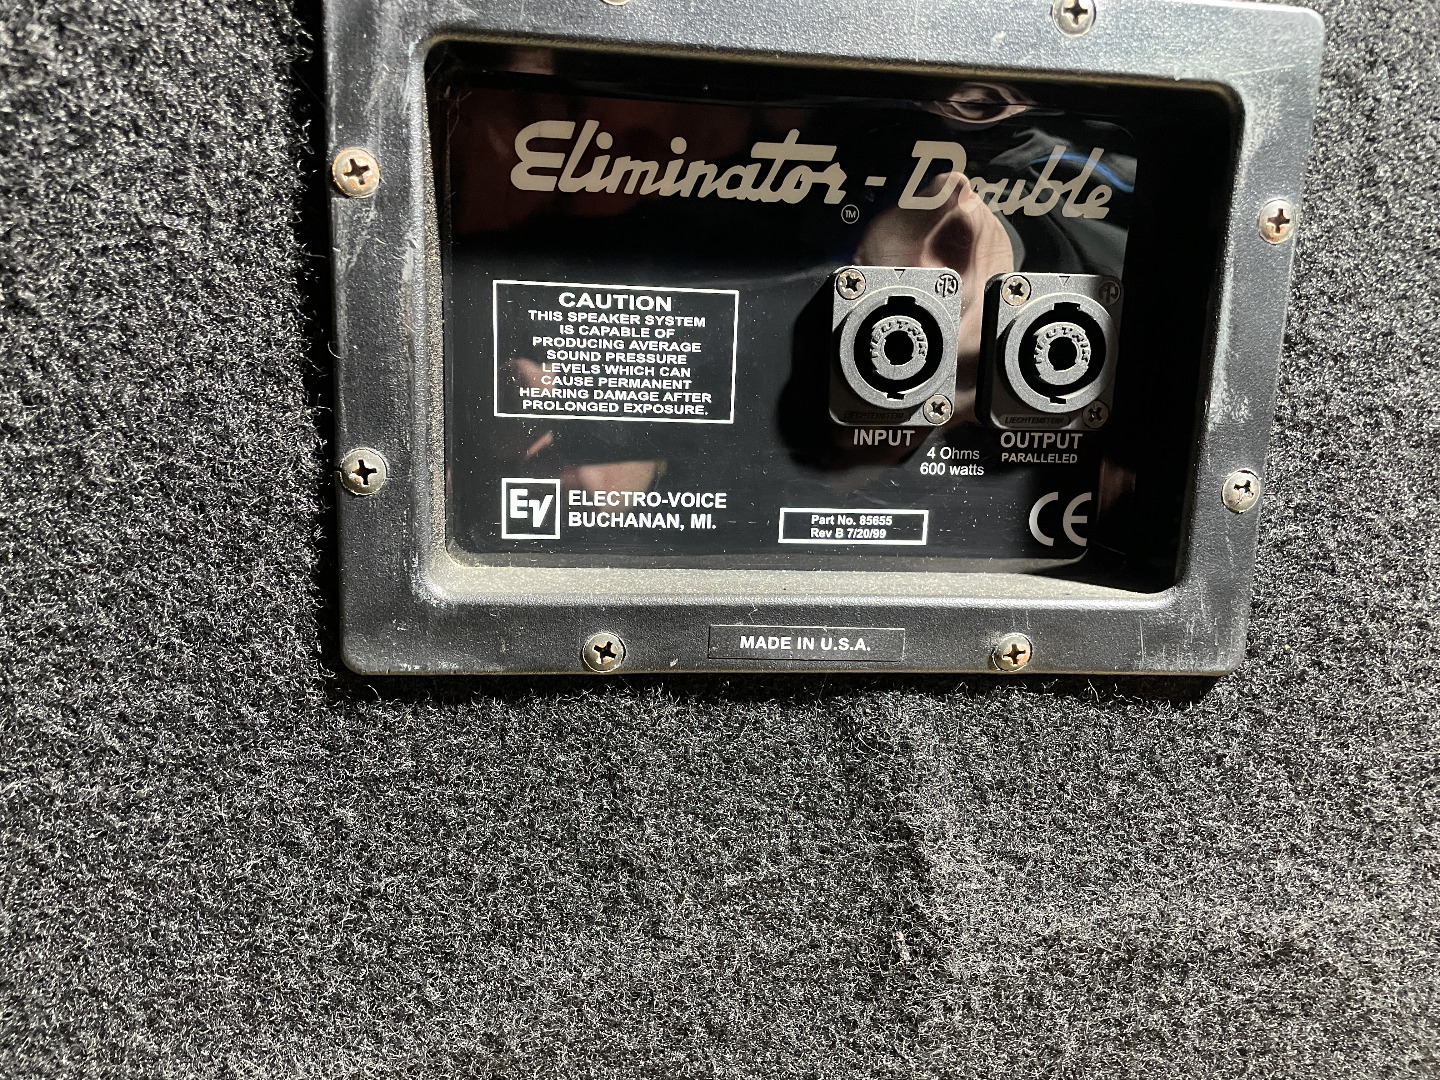 Eliminator - Double
TM
CAUTION
THIS SPEAKER SYSTEM
IS CAPABLE OF
PRODUCING AVERAGE
SOUND PRESSURE
LEVELS WHICH CAN
CAUSE PERMANENT
HEARING DAMAGE AFTER
PROLONGED EXPOSURE.
LIECHTENSTEIN
LIECHTENSTEIN
INPUT
OUTPUT
PARALLELED
4 Ohms
600 watts
EV
ELECTRO-VOICE
BUCHANAN, MI.
Part No. 85655
Rev B 7/20/99
CE
MADE IN U.S.A.